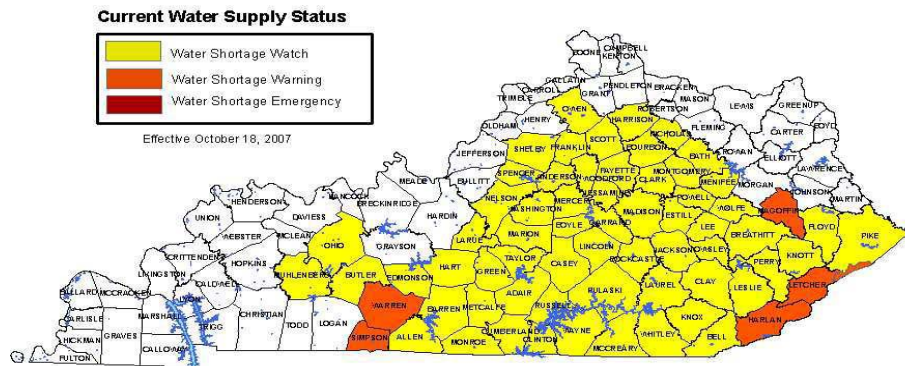 Current Water Supply Status
Water Shortage Watch
Water Shortage Warning
Water Shortage Emergency
Effective October 18, 2007
BOONE
CAMPBELL
KENTON
GALLATIN
CARROLL
TRIMBLE
GRANT
PENDLETON
BRACKEN
MASON
LEWIS
GREENUP
OWEN
HENRY
HARRISON
ROBERTSON
FLEMING
CARTER
BOYD
OLDHAM
SCOTT
NICHOLAS
ROWAN
ELLIOTT
LAWRENCE
JEFFERSON
SHELBY
FRANKLIN
BOURBON
BATH
SPENCER
ANDERSON
WOODFORD
FAYETTE
CLARK
MONTGOMERY
MENIFEE
MORGAN
JOHNSON
MARTIN
MEADE
BULLITT
NELSON
WASHINGTON
MERCER
JESSAMINE
MADISON
POWELL
ESTILL
WOLFE
MAGOFFIN
HANCOCK
BRECKINRIDGE
HARDIN
LARUE
MARION
BOYLE
GARRARD
LEE
BREATHITT
FLOYD
PIKE
HENDERSON
DAVIESS
UNION
WEBSTER
MCLEAN
OHIO
GRAYSON
TAYLOR
CASEY
LINCOLN
ROCKCASTLE
JACKSON
OWSLEY
PERRY
KNOTT
CRITTENDEN
HOPKINS
MUHLENBERG
BUTLER
EDMONSON
HART
GREEN
ADAIR
RUSSELL
PULASKI
LAUREL
CLAY
LESLIE
LETCHER
LIVINGSTON
CALDWELL
WARREN
BARREN
METCALFE
KNOX
HARLAN
BALLARD
MCCRACKEN
LYON
CARLISLE
MARSHALL
TRIGG
CHRISTIAN
TODD
LOGAN
SIMPSON
ALLEN
MONROE
CUMBERLAND
CLINTON
WAYNE
MCCREARY
WHITLEY
BELL
HICKMAN
GRAVES
CALLOWAY
FULTON